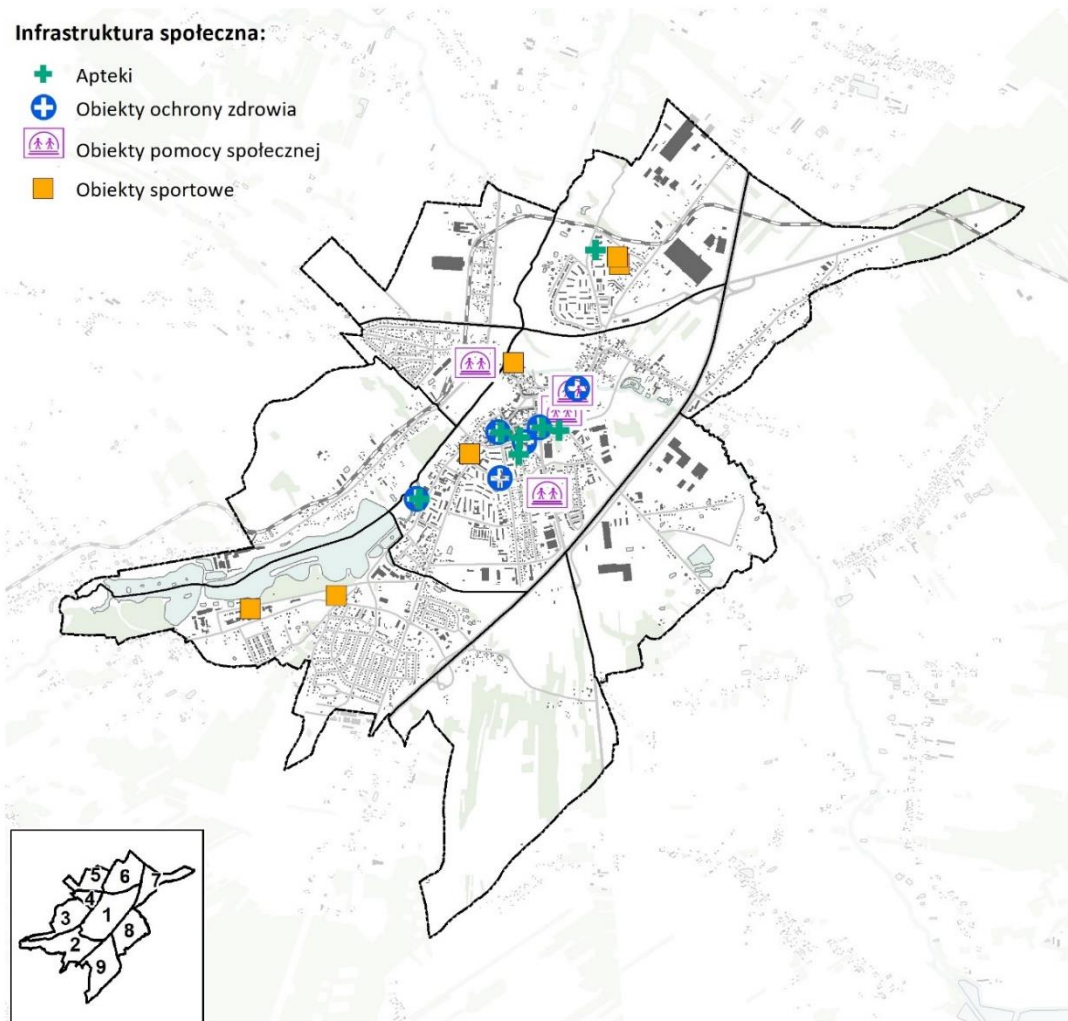 Infrastruktura społeczna:
Apteki
Obiekty ochrony zdrowia
Obiekty pomocy społecznej
Obiekty sportowe
5
6
7
4
3
1
2
8
9